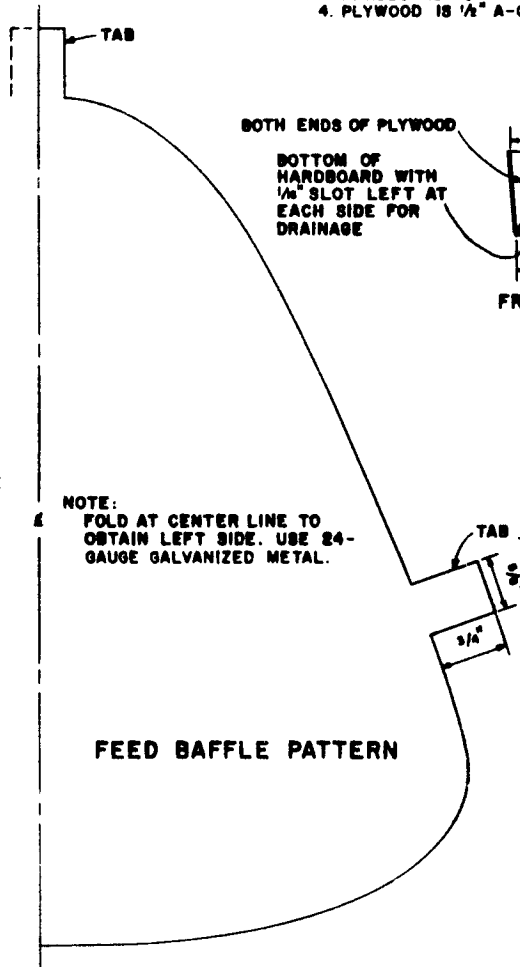 4. PLYWOOD IS 1/2" A-
TAB
BOTH ENDS OF PLYWOOD
BOTTOM OF
HARDBOARD WITH
1/16" SLOT LEFT AT
EACH SIDE FOR
DRAINAGE
FR
NOTE:
FOLD AT CENTER LINE TO
OBTAIN LEFT SIDE. USE 24-
GAUGE GALVANIZED METAL.
TAB
3/4"
FEED BAFFLE PATTERN